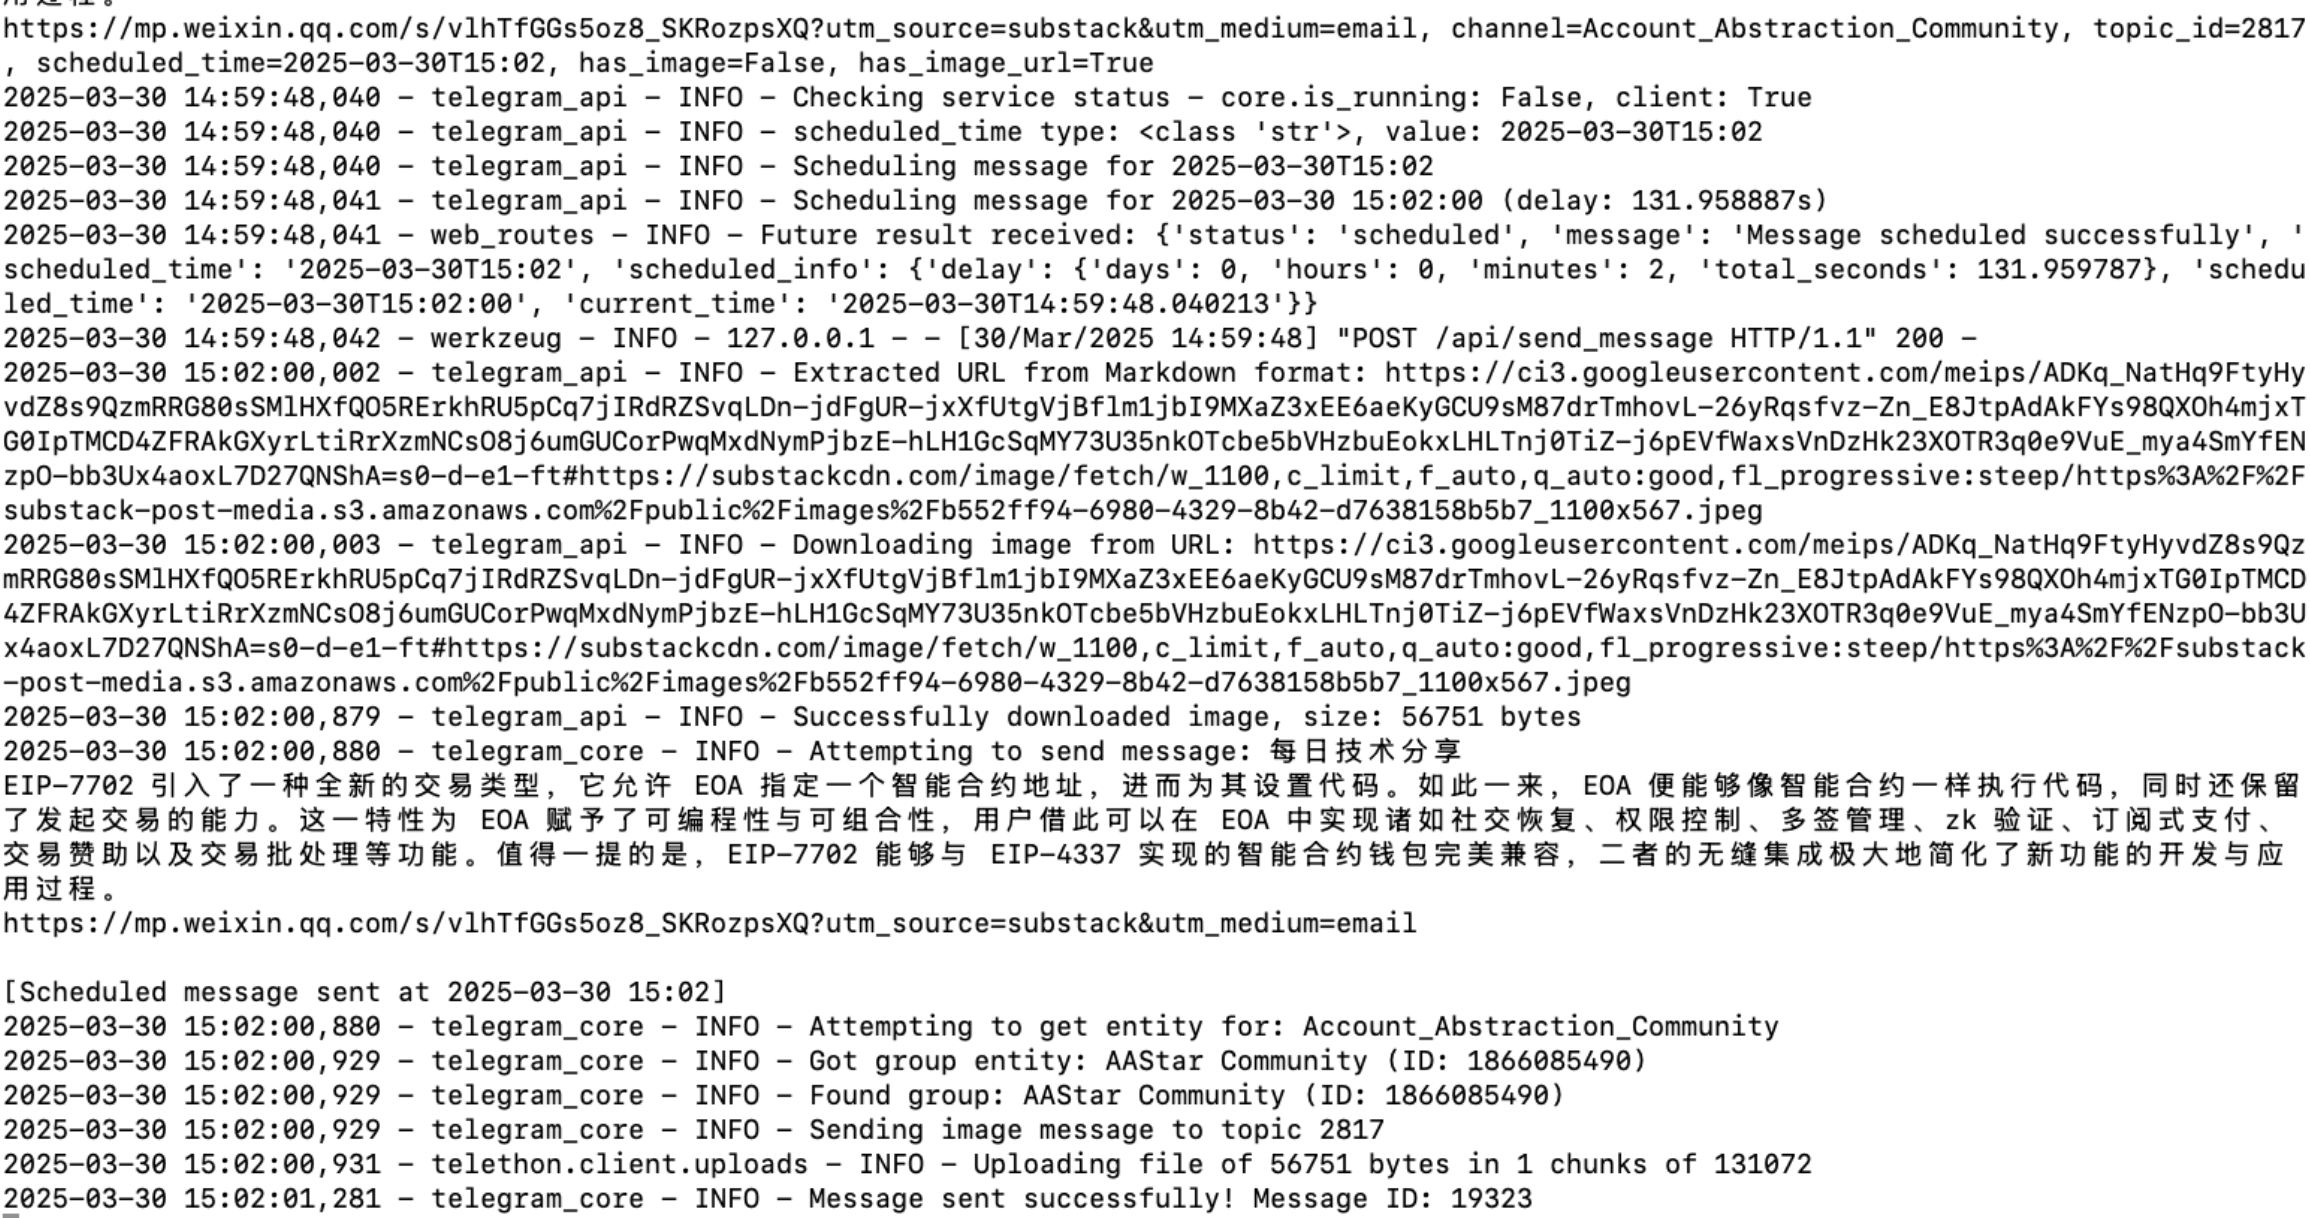 用过程。
https://mp.weixin.qq.com/s/vlhTfGGs5oz8_SKRozpsXQ?utm_source=substack&utm_medium=email, channel=Account_Abstraction_Community, topic_id=2817
, scheduled_time=2025-03-30T15:02, has_image=False, has_image_url=True
2025-03-30 14:59:48,040 - telegram_api - INFO - Checking service status - core.is_running: False, client: True
2025-03-30 14:59:48,040 - telegram_api - INFO - scheduled_time type: <class 'str'>, value: 2025-03-30T15:02
2025-03-30 14:59:48,040 - telegram_api - INFO - Scheduling message for 2025-03-30T15:02
2025-03-30 14:59:48,041 - telegram_api - INFO - Scheduling message for 2025-03-30 15:02:00 (delay: 131.958887s)
2025-03-30 14:59:48,041 - web_routes - INFO - Future result received: {'status': 'scheduled', 'message': 'Message scheduled successfully', '
scheduled_time': '2025-03-30T15:02', 'scheduled_info': {'delay': {'days': 0, 'hours': 0, 'minutes': 2, 'total_seconds': 131.959787}, 'schedu
led_time': '2025-03-30T15:02:00', 'current_time': '2025-03-30T14:59:48.040213'}}
2025-03-30 14:59:48,042 - werkzeug - INFO - 127.0.0.1 - - [30/Mar/2025 14:59:48] "POST /api/send_message HTTP/1.1" 200 -
2025-03-30 15:02:00,002 - telegram_api - INFO - Extracted URL from Markdown format: https://ci3.googleusercontent.com/meips/ADKq_NatHq9FtyHy
vdZ8s9QzmRRG80sSMlHXfQO5RErkhRU5pCq7jIRdRZSvqLDn-jdFgUR-jxXfUtgVjBflm1jbI9MXaZ3xEE6aeKyGCU9sM87drTmhovL-26yRqsfvz-Zn_E8JtpAdAkFYs98QXOh4mjxT
G0IpTMCD4ZFRAkGXyrLtiRrXzmNCsO8j6umGUCorPwqMxdNymPjbzE-hLH1GcSqMY73U35nkOTcbe5bVHzbuEokxLHLTnj0TiZ-j6pEVfWaxsVnDzHk23XOTR3q0e9VuE_mya4SmYfEN
zpO-bb3Ux4aoxL7D27QNShA=s0-d-e1-ft#https://substackcdn.com/image/fetch/w_1100,c_limit,f_auto,q_auto:good,fl_progressive:steep/https%3A%2F%2F
substack-post-media.s3.amazonaws.com%2Fpublic%2Fimages%2Fb552ff94-6980-4329-8b42-d7638158b5b7_1100x567.jpeg
2025-03-30 15:02:00,003 - telegram_api - INFO - Downloading image from URL: https://ci3.googleusercontent.com/meips/ADKq_NatHq9FtyHyvdZ8s9Qz
mRRG80sSMlHXfQO5RErkhRU5pCq7jIRdRZSvqLDn-jdFgUR-jxXfUtgVjBflm1jbI9MXaZ3xEE6aeKyGCU9sM87drTmhovL-26yRqsfvz-Zn_E8JtpAdAkFYs98QXOh4mjxTG0IpTMCD
4ZFRAkGXyrLtiRrXzmNCsO8j6umGUCorPwqMxdNymPjbzE-hLH1GcSqMY73U35nkOTcbe5bVHzbuEokxLHLTnj0TiZ-j6pEVfWaxsVnDzHk23XOTR3q0e9VuE_mya4SmYfENzpO-bb3U
x4aoxL7D27QNShA=s0-d-e1-ft#https://substackcdn.com/image/fetch/w_1100,c_limit,f_auto,q_auto:good,fl_progressive:steep/https%3A%2F%2Fsubstack
-post-media.s3.amazonaws.com%2Fpublic%2Fimages%2Fb552ff94-6980-4329-8b42-d7638158b5b7_1100x567.jpeg
2025-03-30 15:02:00,879 - telegram_api - INFO - Successfully downloaded image, size: 56751 bytes
2025-03-30 15:02:00,880 - telegram_core - INFO - Attempting to send message: 每日技术分享
EIP-7702 引入了一种全新的交易类型，它允许 EOA 指定一个智能合约地址，进而为其设置代码。如此一来，EOA 便能够像智能合约一样执行代码，同时还保留
了发起交易的能力。这一特性为 EOA 赋予了可编程性与可组合性，用户借此可以在 EOA 中实现诸如社交恢复、权限控制、多签管理、zk 验证、订阅式支付、
交易赞助以及交易批处理等功能。值得一提的是，EIP-7702 能够与 EIP-4337 实现的智能合约钱包完美兼容，二者的无缝集成极大地简化了新功能的开发与应
用过程。
https://mp.weixin.qq.com/s/vlhTfGGs5oz8_SKRozpsXQ?utm_source=substack&utm_medium=email
[Scheduled message sent at 2025-03-30 15:02]
2025-03-30 15:02:00,880 - telegram_core - INFO - Attempting to get entity for: Account_Abstraction_Community
2025-03-30 15:02:00,929 - telegram_core - INFO - Got group entity: AAStar Community (ID: 1866085490)
2025-03-30 15:02:00,929 - telegram_core - INFO - Found group: AAStar Community (ID: 1866085490)
2025-03-30 15:02:00,929 - telegram_core - INFO - Sending image message to topic 2817
2025-03-30 15:02:00,931 - telethon.client.uploads - INFO - Uploading file of 56751 bytes in 1 chunks of 131072
2025-03-30 15:02:01,281 - telegram_core - INFO - Message sent successfully! Message ID: 19323